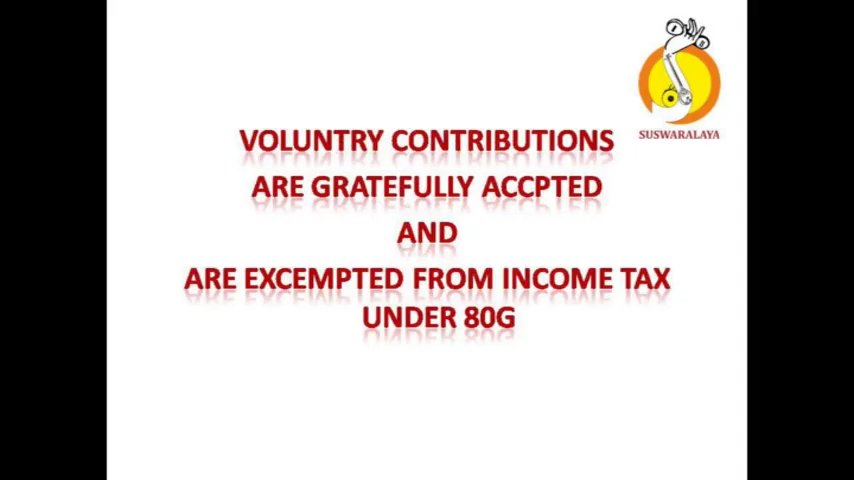 SUSWARALAYA
VOLUNTRY CONTRIBUTIONS
ARE GRATEFULLY ACCPTED
AND
ARE EXCEMPTED FROM INCOME TAX
UNDER 80G